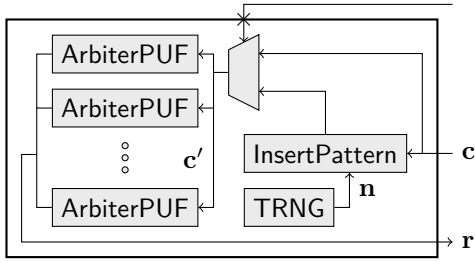 ArbiterPUF
ArbiterPUF
c′
InsertPattern
c
n
ArbiterPUF
TRNG
r